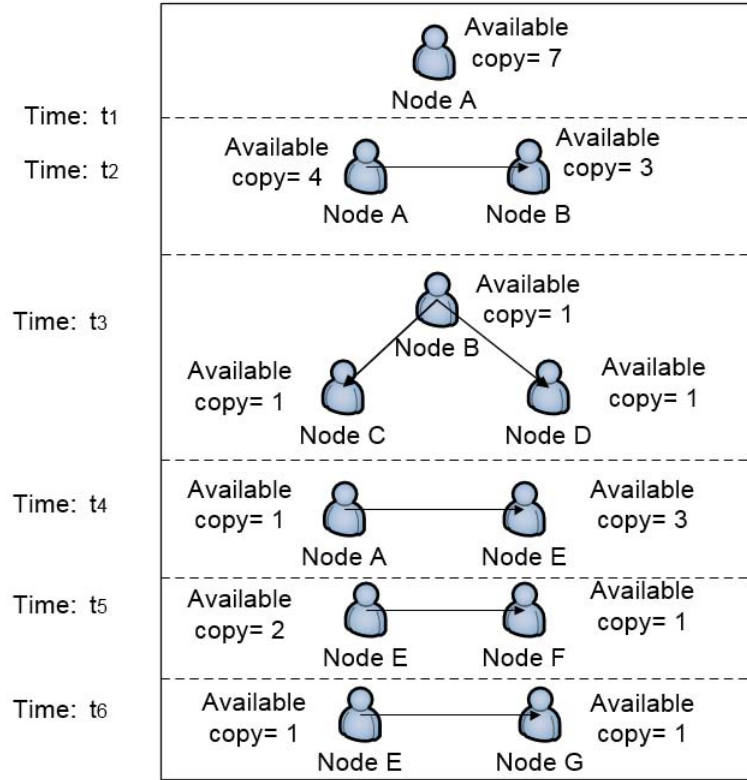 Available
copy= 7
Node A
Time: t1
Time: t2
Available
copy= 4
Available
copy= 3
Node A
Node B
Time: t3
Available
copy= 1
Node B
Available
copy= 1
Available
copy= 1
Node C
Node D
Time: t4
Available
copy= 1
Available
copy= 3
Node A
Node E
Time: t5
Available
copy= 2
Available
copy= 1
Node E
Node F
Time: t6
Available
copy= 1
Available
copy= 1
Node E
Node G